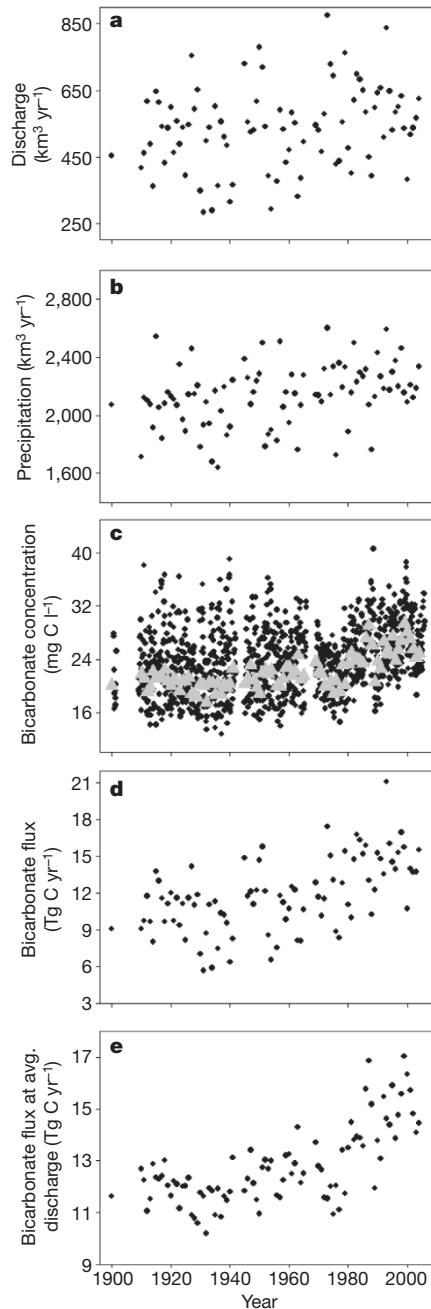 a
850
650
450
250
Discharge
(km³ yr⁻¹)
b
2,800
2,400
2,000
1,600
Precipitation (km³ yr⁻¹)
c
40
32
24
16
Bicarbonate concentration
(mg C l⁻¹)
d
21
18
15
12
9
6
3
Bicarbonate flux
(Tg C yr⁻¹)
e
17
15
13
11
9
Bicarbonate flux at avg.
discharge (Tg C yr⁻¹)
1900 1920 1940 1960 1980 2000
Year